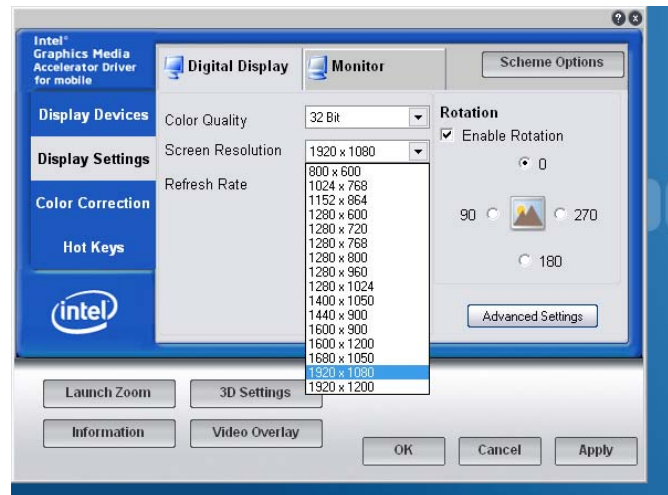 Intel®
Graphics Media
Accelerator Driver
for mobile
Digital Display
Monitor
Scheme Options
Display Devices
Display Settings
Color Correction
Hot Keys
intel
Color Quality
32 Bit
Screen Resolution
1920 x 1080
Refresh Rate
800 x 600
1024 x 768
1152 x 864
1280 x 600
1280 x 720
1280 x 768
1280 x 800
1280 x 960
1280 x 1024
1400 x 1050
1440 x 900
1600 x 900
1600 x 1200
1680 x 1050
1920 x 1080
1920 x 1200
Rotation
Enable Rotation
0
90
270
180
Advanced Settings
Launch Zoom
3D Settings
Information
Video Overlay
OK
Cancel
Apply